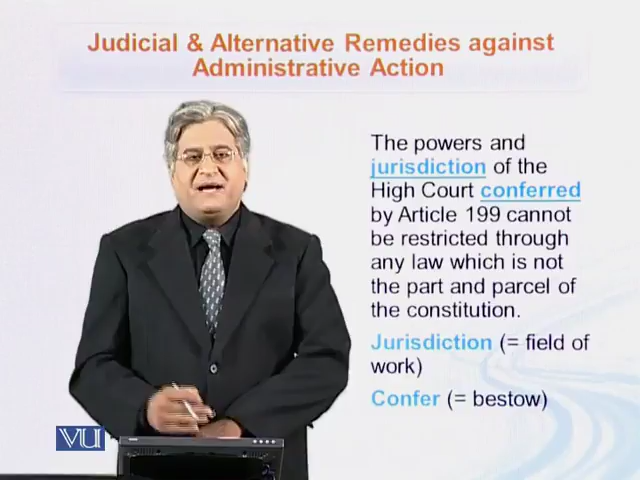 Judicial & Alternative Remedies against
Administrative Action
The powers and
jurisdiction of the
High Court conferred
by Article 199 cannot
be restricted through
any law which is not
the part and parcel of
the constitution.
Jurisdiction (= field of
work)
Confer (= bestow)
VU